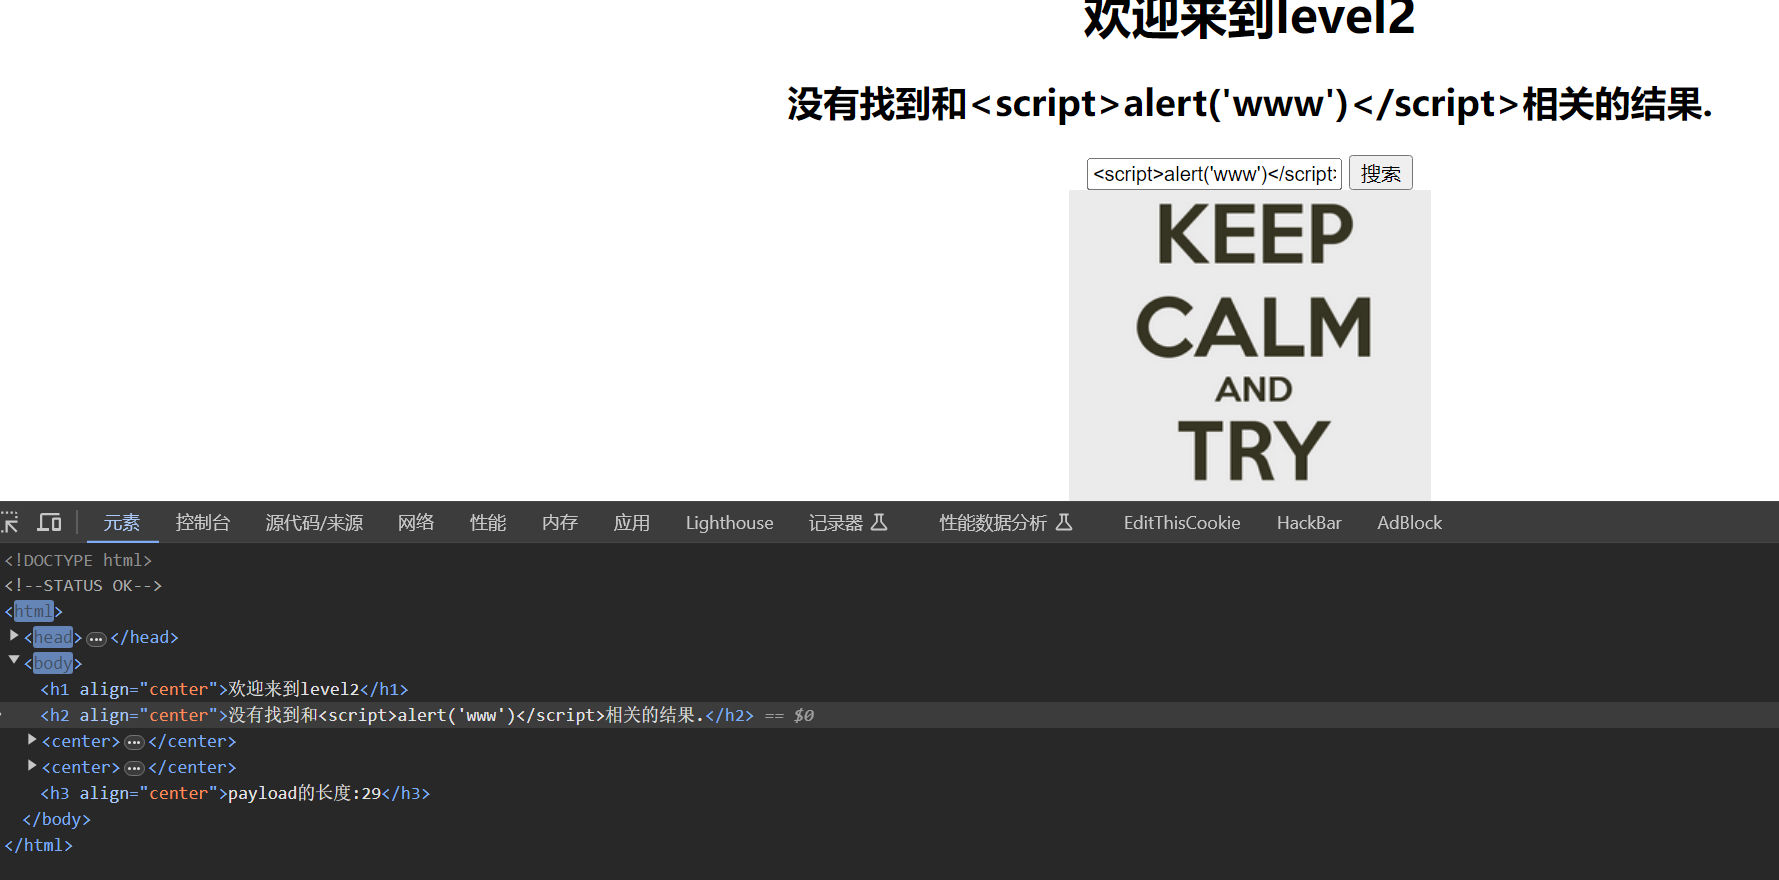 欢迎来到level2
没有找到和<script>alert('www')</script>相关的结果.
<script>alert('www')</script> 搜索
KEEP
CALM
AND
TRY
元素 控制台 源代码/来源 网络 性能 内存 应用 Lighthouse 记录器 性能数据分析 EditThisCookie HackBar AdBlock
<!DOCTYPE html>
<!--STATUS OK-->
<html>
<head>…</head>
<body>
<h1 align="center">欢迎来到level2</h1>
<h2 align="center">没有找到和<script>alert('www')</script>相关的结果.</h2> == $0
<center>…</center>
<center>…</center>
<h3 align="center">payload的长度:29</h3>
</body>
</html>